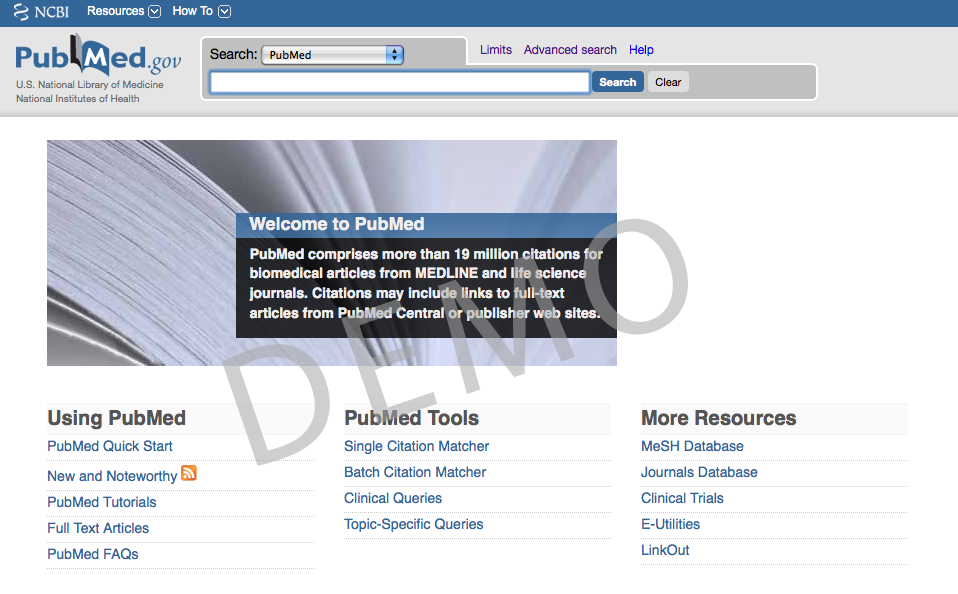 NCBI Resources How To
PubMed.gov
U.S. National Library of Medicine
National Institutes of Health
Search: PubMed
Limits Advanced search Help
Search Clear
Welcome to PubMed
PubMed comprises more than 19 million citations for
biomedical articles from MEDLINE and life science
journals. Citations may include links to full-text
articles from PubMed Central or publisher web sites.
DEMO
Using PubMed
PubMed Quick Start
New and Noteworthy
PubMed Tutorials
Full Text Articles
PubMed FAQs
PubMed Tools
Single Citation Matcher
Batch Citation Matcher
Clinical Queries
Topic-Specific Queries
More Resources
MeSH Database
Journals Database
Clinical Trials
E-Utilities
LinkOut